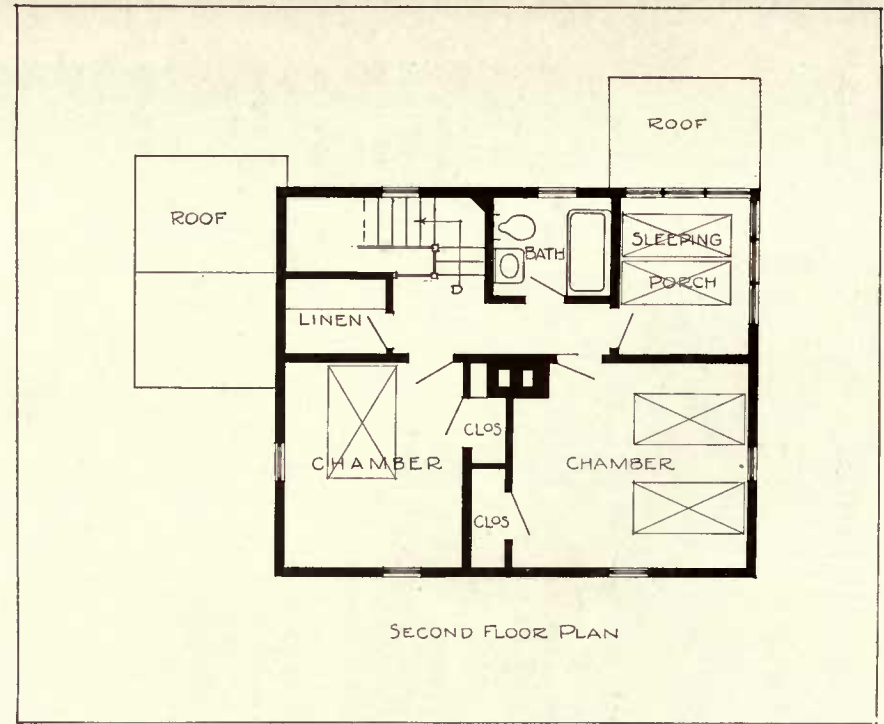 ROOF
ROOF
SLEEPING
BATH
PORCH
D
LINEN
CLOS
CHAMBER
CHAMBER
CLOS
SECOND FLOOR PLAN